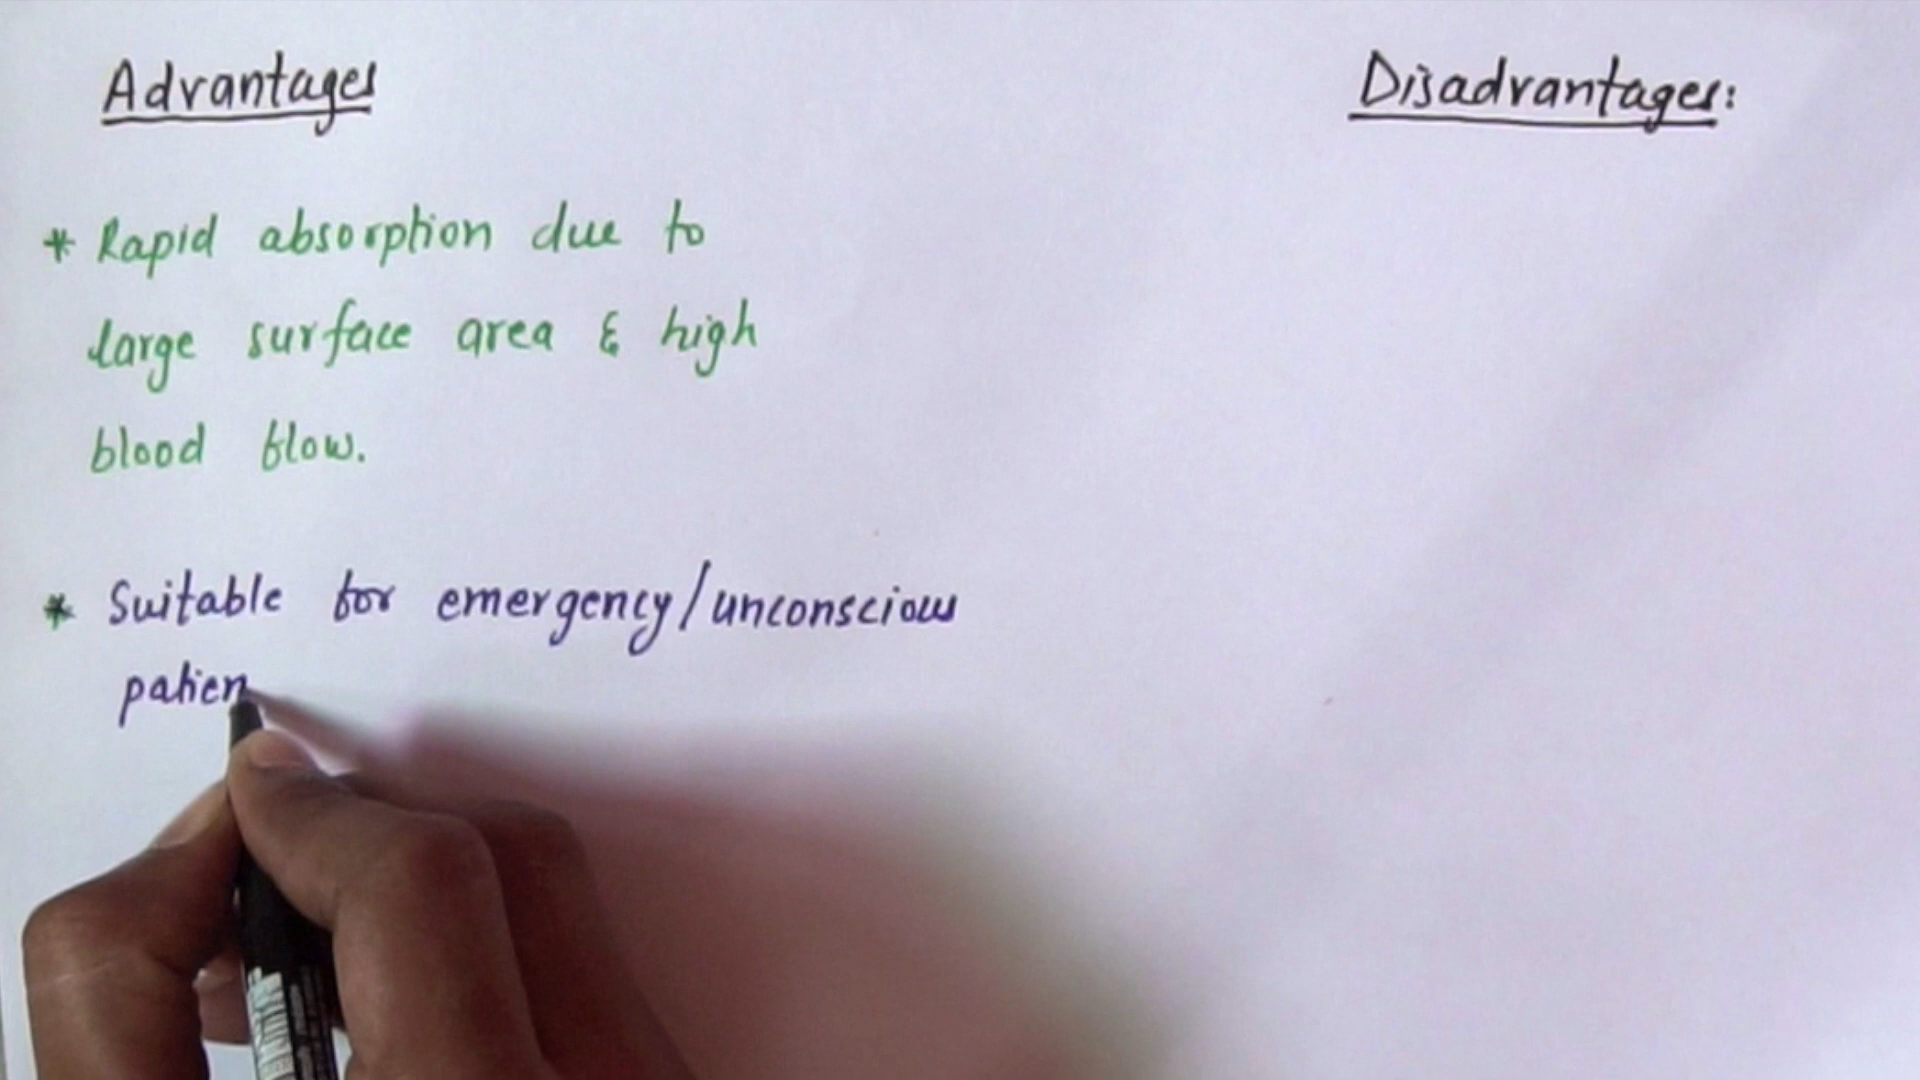 Advantages
Disadvantages:
* Rapid absorption due to
large surface area & high
blood flow.
* Suitable for emergency/unconscious
patien